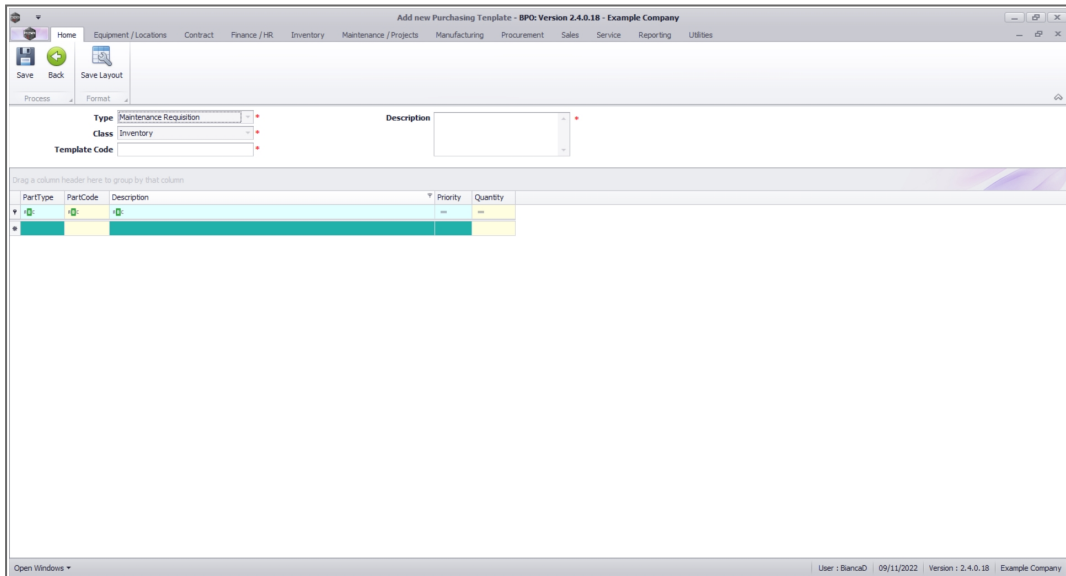 Add new Purchasing Template - BPO: Version 2.4.0.18 - Example Company
Home Equipment / Locations Contract Finance / HR Inventory Maintenance / Projects Manufacturing Procurement Sales Service Reporting Utilities
Save Back Save Layout
Process Format
Type Maintenance Requisition * Description *
Class Inventory *
Template Code *
Drag a column header here to group by that column
PartType PartCode Description Priority Quantity
Open Windows User : BiancaD 09/11/2022 Version : 2.4.0.18 Example Company